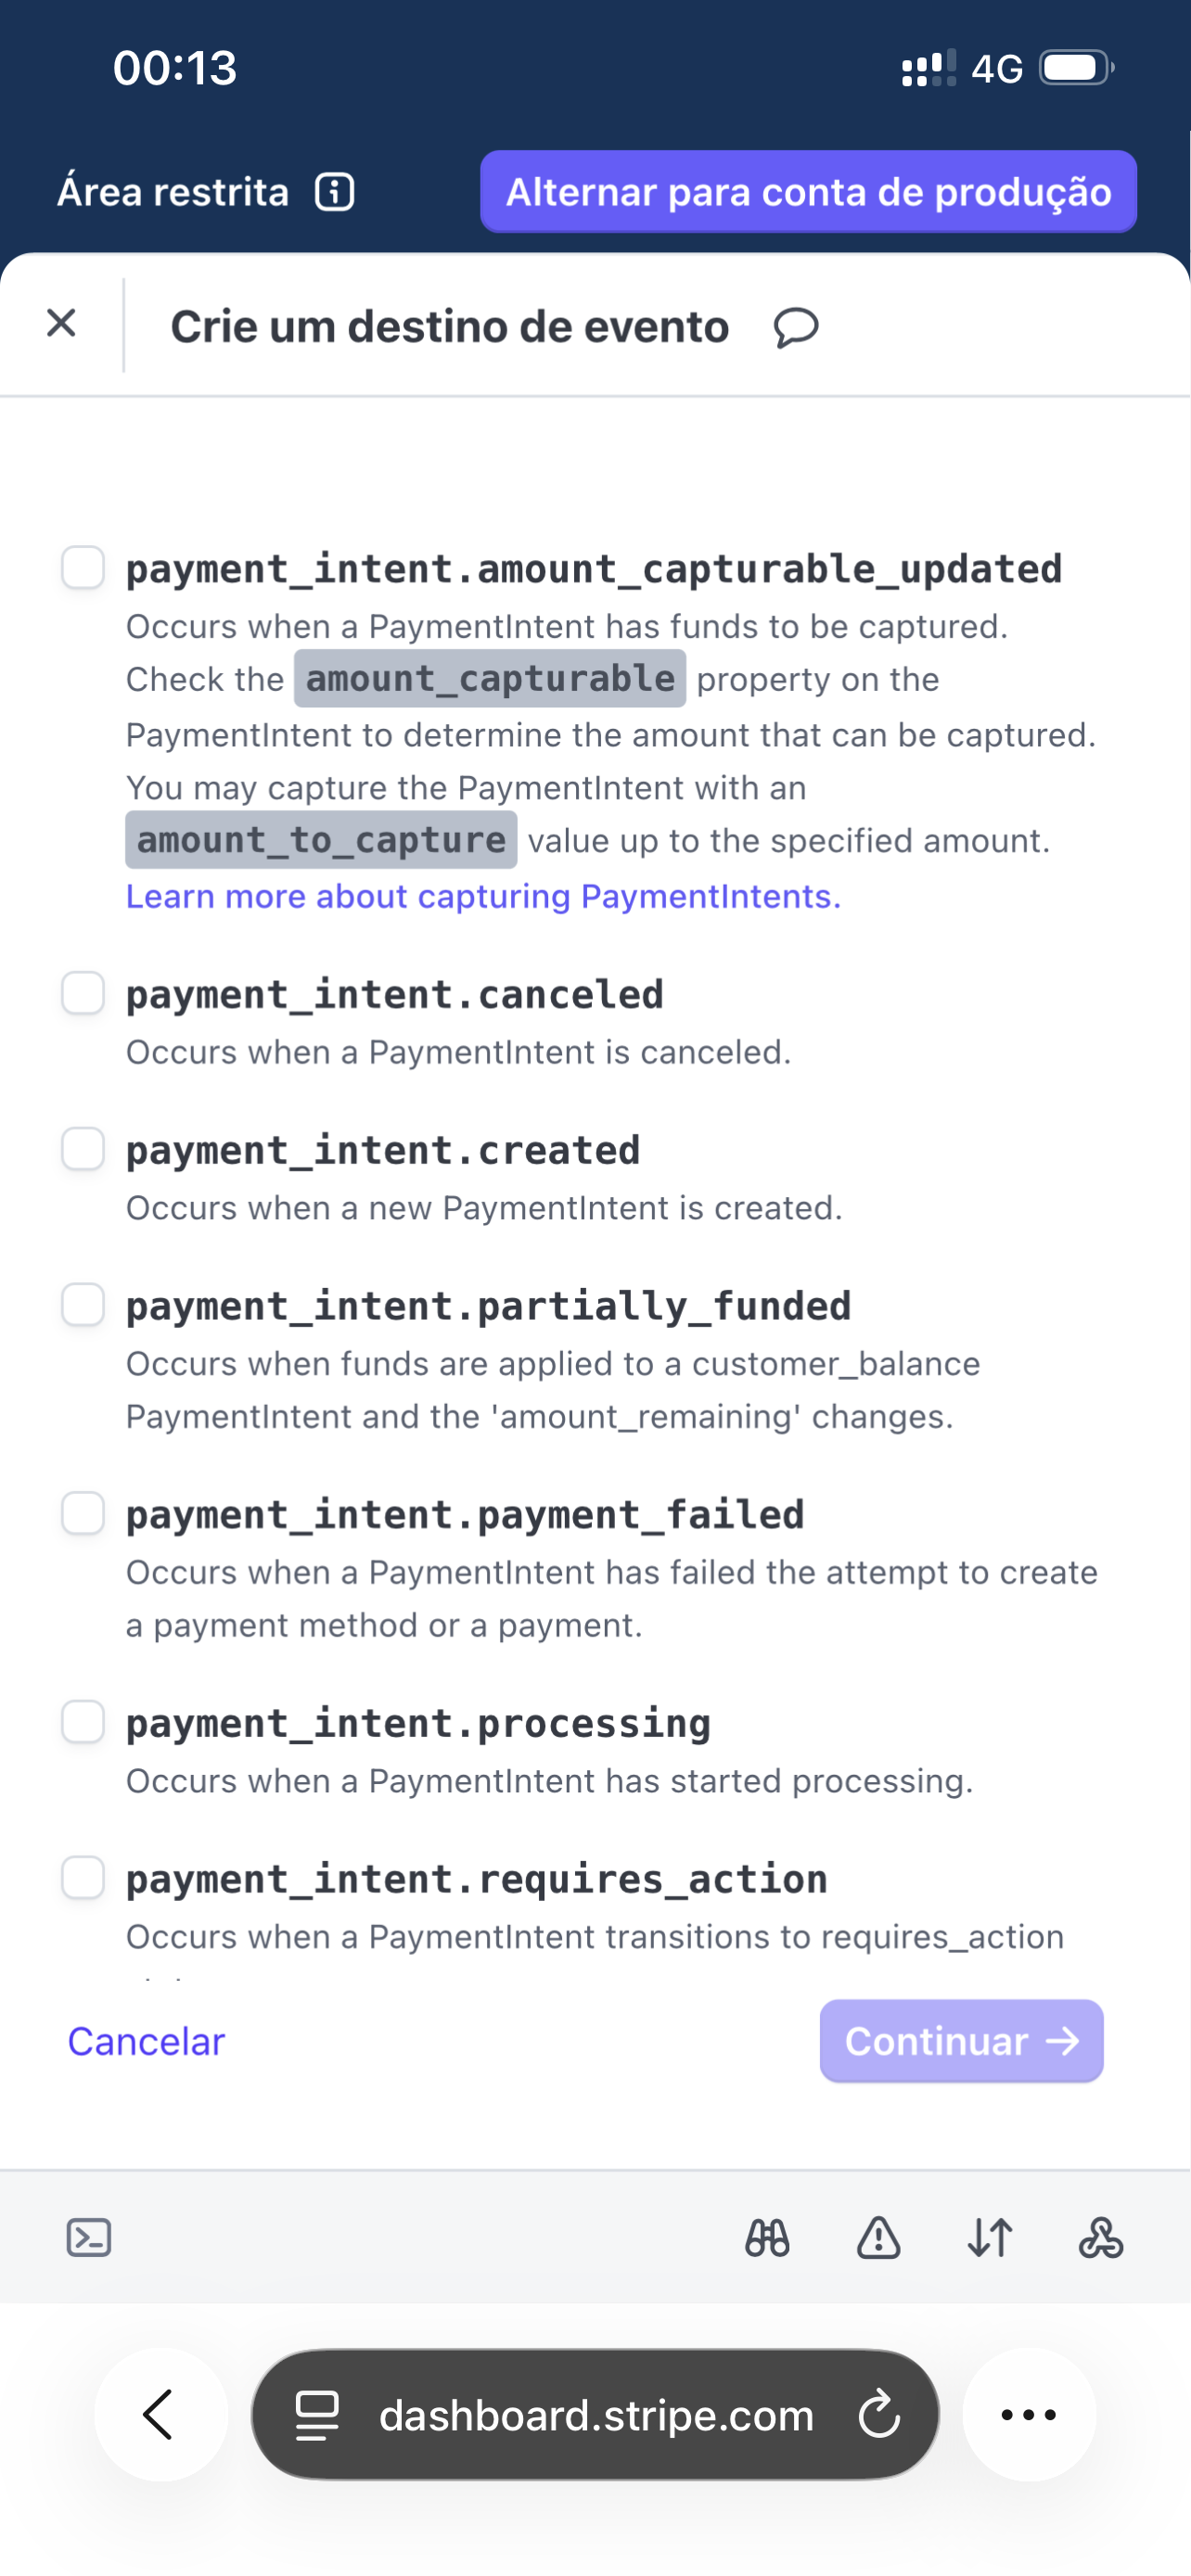 00:13
4G
Área restrita
Alternar para conta de produção
Crie um destino de evento
payment_intent.amount_capturable_updated
Occurs when a PaymentIntent has funds to be captured.
Check the amount_capturable property on the
PaymentIntent to determine the amount that can be captured.
You may capture the PaymentIntent with an
amount_to_capture value up to the specified amount.
Learn more about capturing PaymentIntents.
payment_intent.canceled
Occurs when a PaymentIntent is canceled.
payment_intent.created
Occurs when a new PaymentIntent is created.
payment_intent.partially_funded
Occurs when funds are applied to a customer_balance
PaymentIntent and the 'amount_remaining' changes.
payment_intent.payment_failed
Occurs when a PaymentIntent has failed the attempt to create
a payment method or a payment.
payment_intent.processing
Occurs when a PaymentIntent has started processing.
payment_intent.requires_action
Occurs when a PaymentIntent transitions to requires_action
Cancelar
Continuar →
dashboard.stripe.com